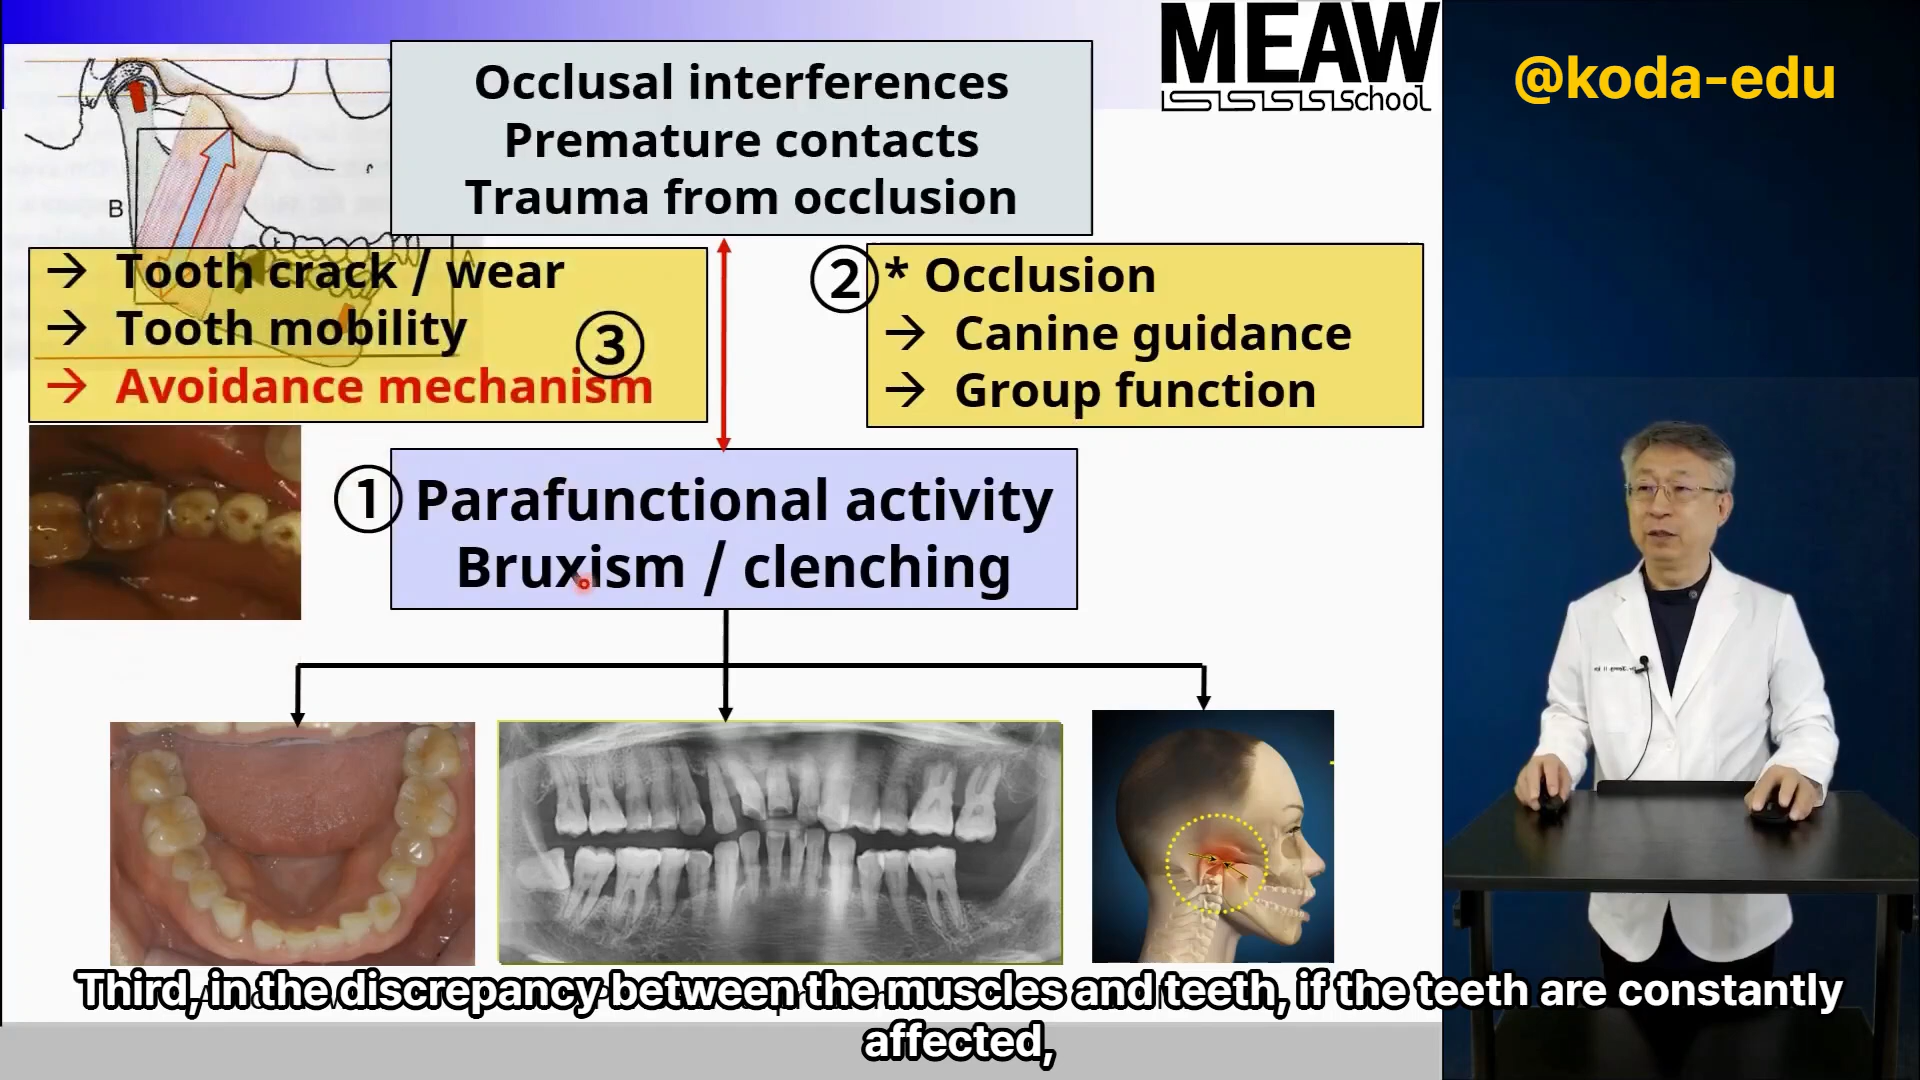 MEAW
school
@koda-edu
Occlusal interferences
Premature contacts
Trauma from occlusion
B
→ Tooth crack / wear
→ Tooth mobility
③
→ Avoidance mechanism
② * Occlusion
→ Canine guidance
→ Group function
① Parafunctional activity
Bruxism / clenching
Third, in the discrepancy between the muscles and teeth, if the teeth are constantly
affected,